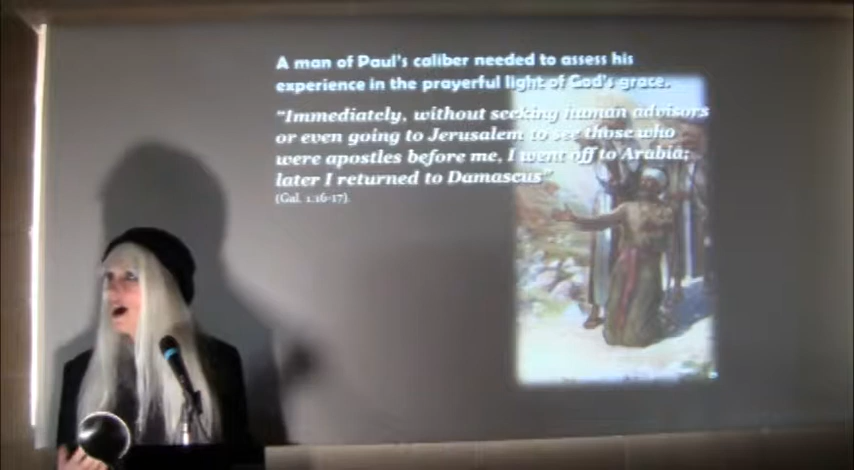 A man of Paul's caliber needed to assess his
experience in the prayerful light of God's grace.
"Immediately, without seeking human advisors
or even going to Jerusalem to see those who
were apostles before me, I went off to Arabia;
later I returned to Damascus"
(Gal. 1:16-17)